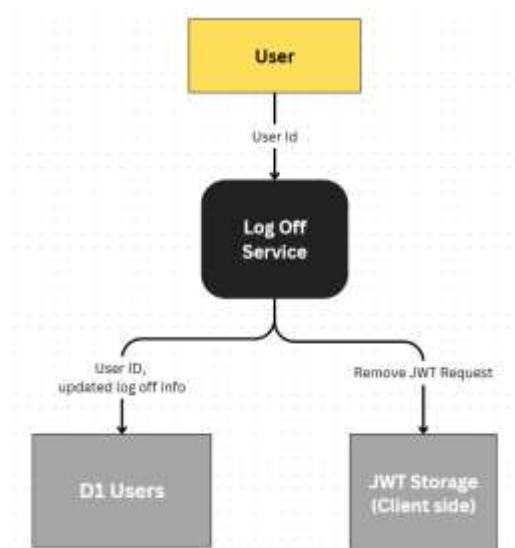 User
User Id
Log Off
Service
User ID,
updated log off info
Remove JWT Request
D1 Users
JWT Storage
(Client side)